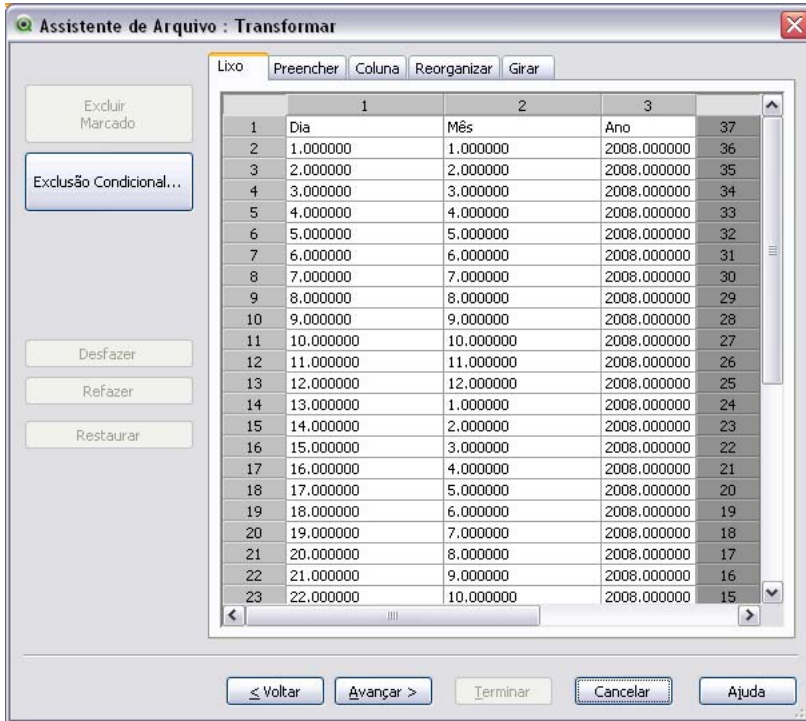 Assistente de Arquivo : Transformar
Lixo Preencher Coluna Reorganizar Girar
Excluir
Marcado
Exclusão Condicional...
Desfazer
Refazer
Restaurar
1 2 3
1 Dia Mês Ano 37
2 1.000000 1.000000 2008.000000 36
3 2.000000 2.000000 2008.000000 35
4 3.000000 3.000000 2008.000000 34
5 4.000000 4.000000 2008.000000 33
6 5.000000 5.000000 2008.000000 32
7 6.000000 6.000000 2008.000000 31
8 7.000000 7.000000 2008.000000 30
9 8.000000 8.000000 2008.000000 29
10 9.000000 9.000000 2008.000000 28
11 10.000000 10.000000 2008.000000 27
12 11.000000 11.000000 2008.000000 26
13 12.000000 12.000000 2008.000000 25
14 13.000000 1.000000 2008.000000 24
15 14.000000 2.000000 2008.000000 23
16 15.000000 3.000000 2008.000000 22
17 16.000000 4.000000 2008.000000 21
18 17.000000 5.000000 2008.000000 20
19 18.000000 6.000000 2008.000000 19
20 19.000000 7.000000 2008.000000 18
21 20.000000 8.000000 2008.000000 17
22 21.000000 9.000000 2008.000000 16
23 22.000000 10.000000 2008.000000 15
< Voltar Avançar > Terminar Cancelar Ajuda